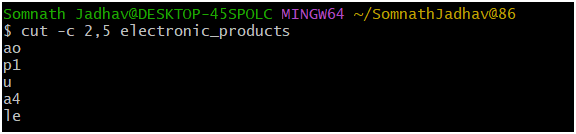 Somnath Jadhav@DESKTOP-45SPOLC MINGW64 ~/SomnathJadhav@86
$ cut -c 2,5 electronic_products
ao
p1
u
a4
le